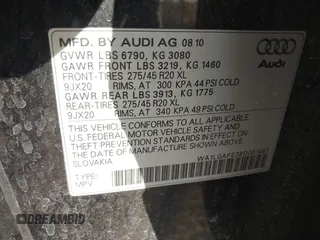 MFD. BY AUDI AG 08 10
GVWR LBS 6790, KG 3080
GAWR FRONT LBS 3219, KG 1460
FRONT-TIRES 275/45 R20 XL
9JX20 RIMS, AT 300 KPA 44 PSI COLD
GAWR REAR LBS 3913, KG 1775
REAR-TIRES 275/45 R20 XL
9JX20 RIMS, AT 340 KPA 49 PSI COLD
THIS VEHICLE CONFORMS TO ALL APPLICABLE
U.S. FEDERAL MOTOR VEHICLE SAFETY AND
BUMPER STANDARDS IN EFFECT ON THE DATE
OF MANUFACTURE SHOWN ABOVE.
SLOVAKIA
TYPE:
MPV
Audi
DREAMBID